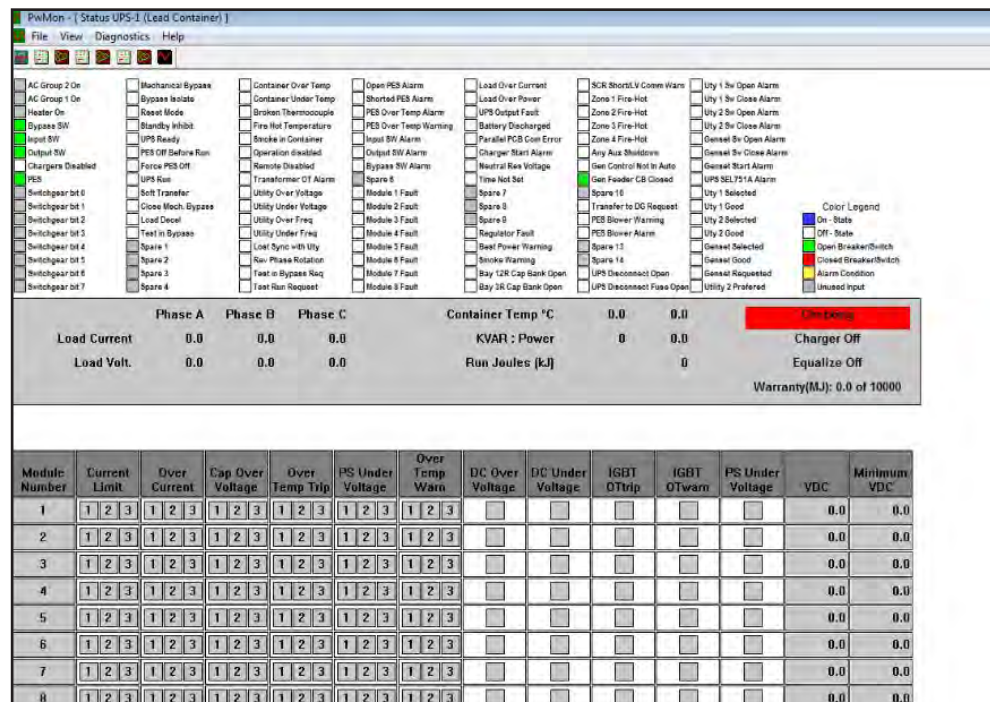 PwMon - [ Status UPS-1 (Lead Container) ]
File View Diagnostics Help
AC Group 2 On
AC Group 1 On
Heater On
Bypass SW
Input SW
Output SW
Chargers Disabled
PES
Switchgear bit 0
Switchgear bit 1
Switchgear bit 2
Switchgear bit 3
Switchgear bit 4
Switchgear bit 5
Switchgear bit 6
Switchgear bit 7
Mechanical Bypass
Bypass Isolate
Reset Mode
Standby Inhibit
UPS Ready
PES Off Before Run
Force PES Off
UPS Run
Soft Transfer
Close Mech. Bypass
Load Decel
Test in Bypass
Spare 1
Spare 2
Spare 3
Spare 4
Container Over Temp
Container Under Temp
Broken Thermocouple
Fire Hot Temperature
Smoke in Container
Operation disabled
Remote Disabled
Transformer OT Alarm
Utility Over Voltage
Utility Under Voltage
Utility Over Freq
Utility Under Freq
Lost Sync with Uty
Rev Phase Rotation
Test in Bypass Req
Test Run Request
Open PES Alarm
Shorted PES Alarm
PES Over Temp Alarm
PES Over Temp Warning
Input SW Alarm
Output SW Alarm
Bypass SW Alarm
Spare 6
Module 1 Fault
Module 2 Fault
Module 3 Fault
Module 4 Fault
Module 5 Fault
Module 6 Fault
Module 7 Fault
Module 8 Fault
Load Over Current
Load Over Power
UPS Output Fault
Battery Discharged
Parallel PCB Com Error
Charger Start Alarm
Neutral Res Voltage
Time Not Set
Spare 7
Spare 8
Spare 9
Regulator Fault
Best Power Warning
Smoke Warning
Bay 12R Cap Bank Open
Bay 3R Cap Bank Open
SCR Short/LV Comm Warn
Zone 1 Fire-Hot
Zone 2 Fire-Hot
Zone 3 Fire-Hot
Zone 4 Fire-Hot
Any Aux Shutdown
Gen Control Not In Auto
Gen Feeder CB Closed
Spare 10
Transfer to DG Request
PEB Blower Warning
PEB Blower Alarm
Spare 13
Spare 14
UPS Disconnect Open
UPS Disconnect Fuse Open
Uty 1 Sw Open Alarm
Uty 1 Sw Close Alarm
Uty 2 Sw Open Alarm
Uty 2 Sw Close Alarm
Genset Sw Open Alarm
Genset Sw Close Alarm
Genset Start Alarm
UPS SEL751A Alarm
Uty 1 Selected
Uty 1 Good
Uty 2 Selected
Uty 2 Good
Genset Selected
Genset Good
Genset Requested
Utility 2 Prefered
Color Legend
On - State
Off - State
Open Breaker/Switch
Closed Breaker/Switch
Alarm Condition
Unused Input
Phase A Phase B Phase C Container Temp °C 0.0 0.0
Load Current 0.0 0.0 0.0 KVAR : Power 0 0.0 Charger Off
Load Volt. 0.0 0.0 0.0 Run Joules (kJ) 0 Equalize Off
Warranty(MJ): 0.0 of 10000
Module Number Current Limit Over Current Cap Over Voltage Over Temp Trip PS Under Voltage Over Temp Warn DC Over Voltage DC Under Voltage IGBT OTtrip IGBT OTwarn PS Under Voltage VDC Minimum VDC
1 1 2 3 1 2 3 1 2 3 1 2 3 1 2 3 1 2 3 0.0 0.0
2 1 2 3 1 2 3 1 2 3 1 2 3 1 2 3 1 2 3 0.0 0.0
3 1 2 3 1 2 3 1 2 3 1 2 3 1 2 3 1 2 3 0.0 0.0
4 1 2 3 1 2 3 1 2 3 1 2 3 1 2 3 1 2 3 0.0 0.0
5 1 2 3 1 2 3 1 2 3 1 2 3 1 2 3 1 2 3 0.0 0.0
6 1 2 3 1 2 3 1 2 3 1 2 3 1 2 3 1 2 3 0.0 0.0
7 1 2 3 1 2 3 1 2 3 1 2 3 1 2 3 1 2 3 0.0 0.0
8 1 2 3 1 2 3 1 2 3 1 2 3 1 2 3 1 2 3 0.0 0.0